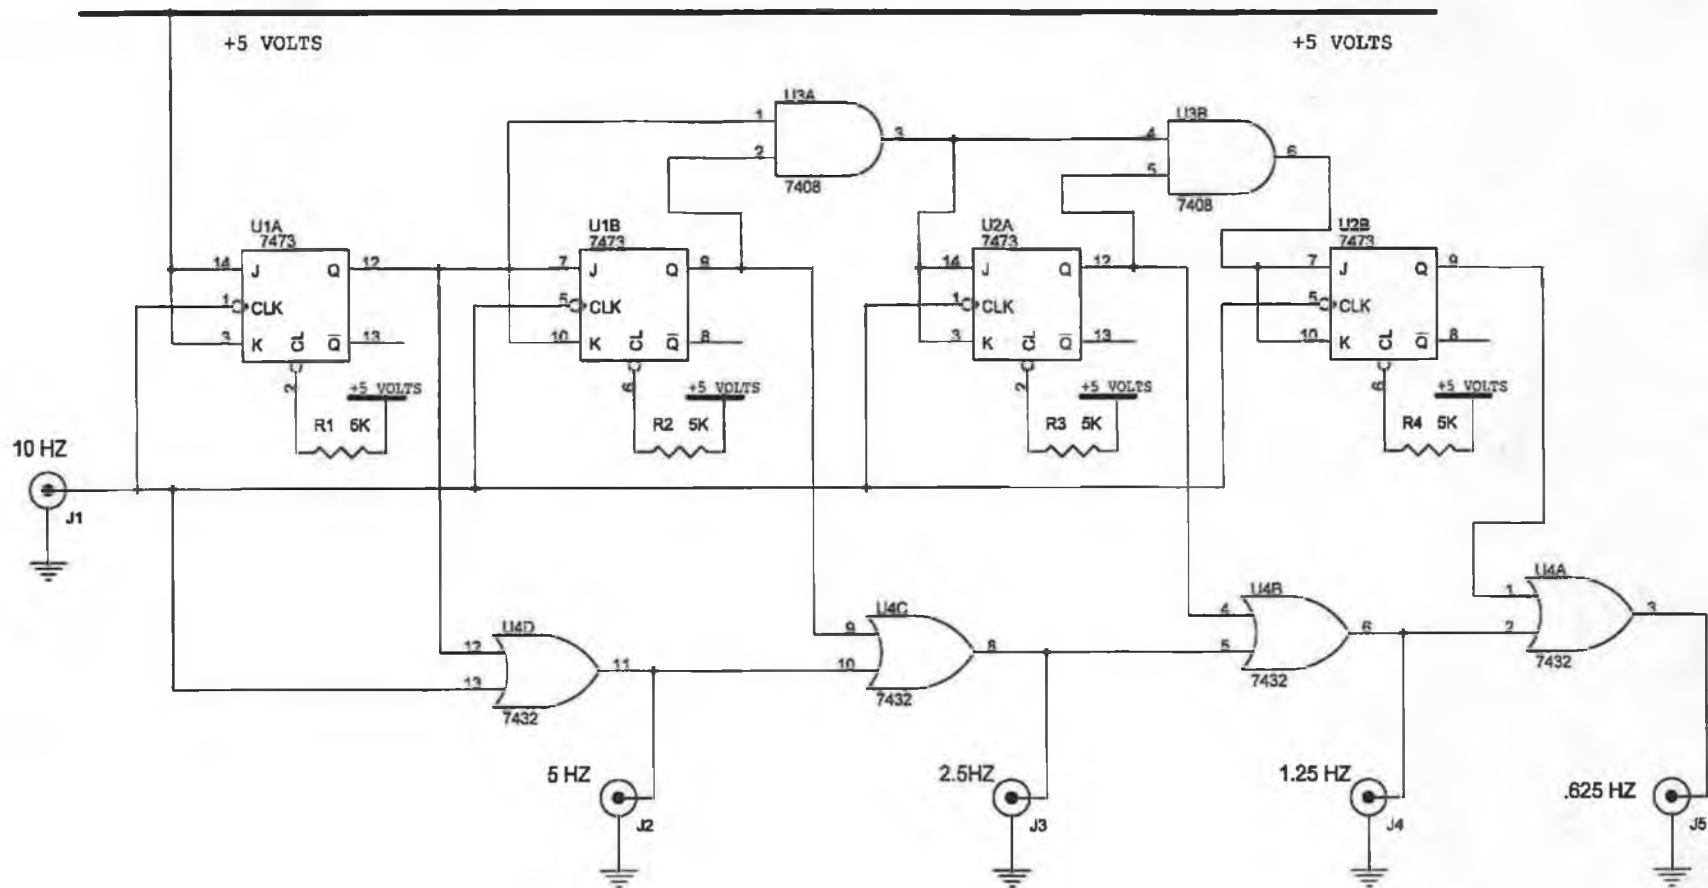 +5 VOLTS
+5 VOLTS
U3A
1
2
3
7408
U3B
4
5
6
7408
U1A
7473
14
J
Q
12
1
CLK
3
K
CL
Q
13
2
+5 VOLTS
R1 5K
U1B
7473
7
J
Q
9
5
CLK
10
K
CL
Q
8
6
+5 VOLTS
R2 5K
U2A
7473
14
J
Q
12
1
CLK
3
K
CL
Q
13
2
+5 VOLTS
R3 5K
U2B
7473
7
J
Q
9
5
CLK
10
K
CL
Q
8
6
+5 VOLTS
R4 5K
10 HZ
J1
U4D
12
13
11
7432
U4C
9
10
8
7432
U4B
4
5
6
7432
U4A
1
2
3
7432
5 HZ
J2
2.5HZ
J3
1.25 HZ
J4
.625 HZ
J5